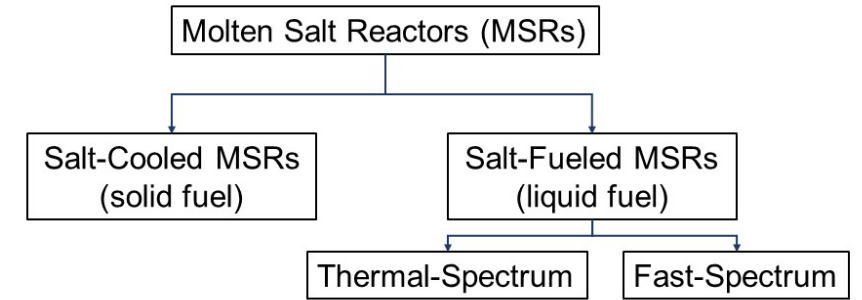 Molten Salt Reactors (MSRs)
Salt-Cooled MSRs
(solid fuel)
Salt-Fueled MSRs
(liquid fuel)
Thermal-Spectrum
Fast-Spectrum